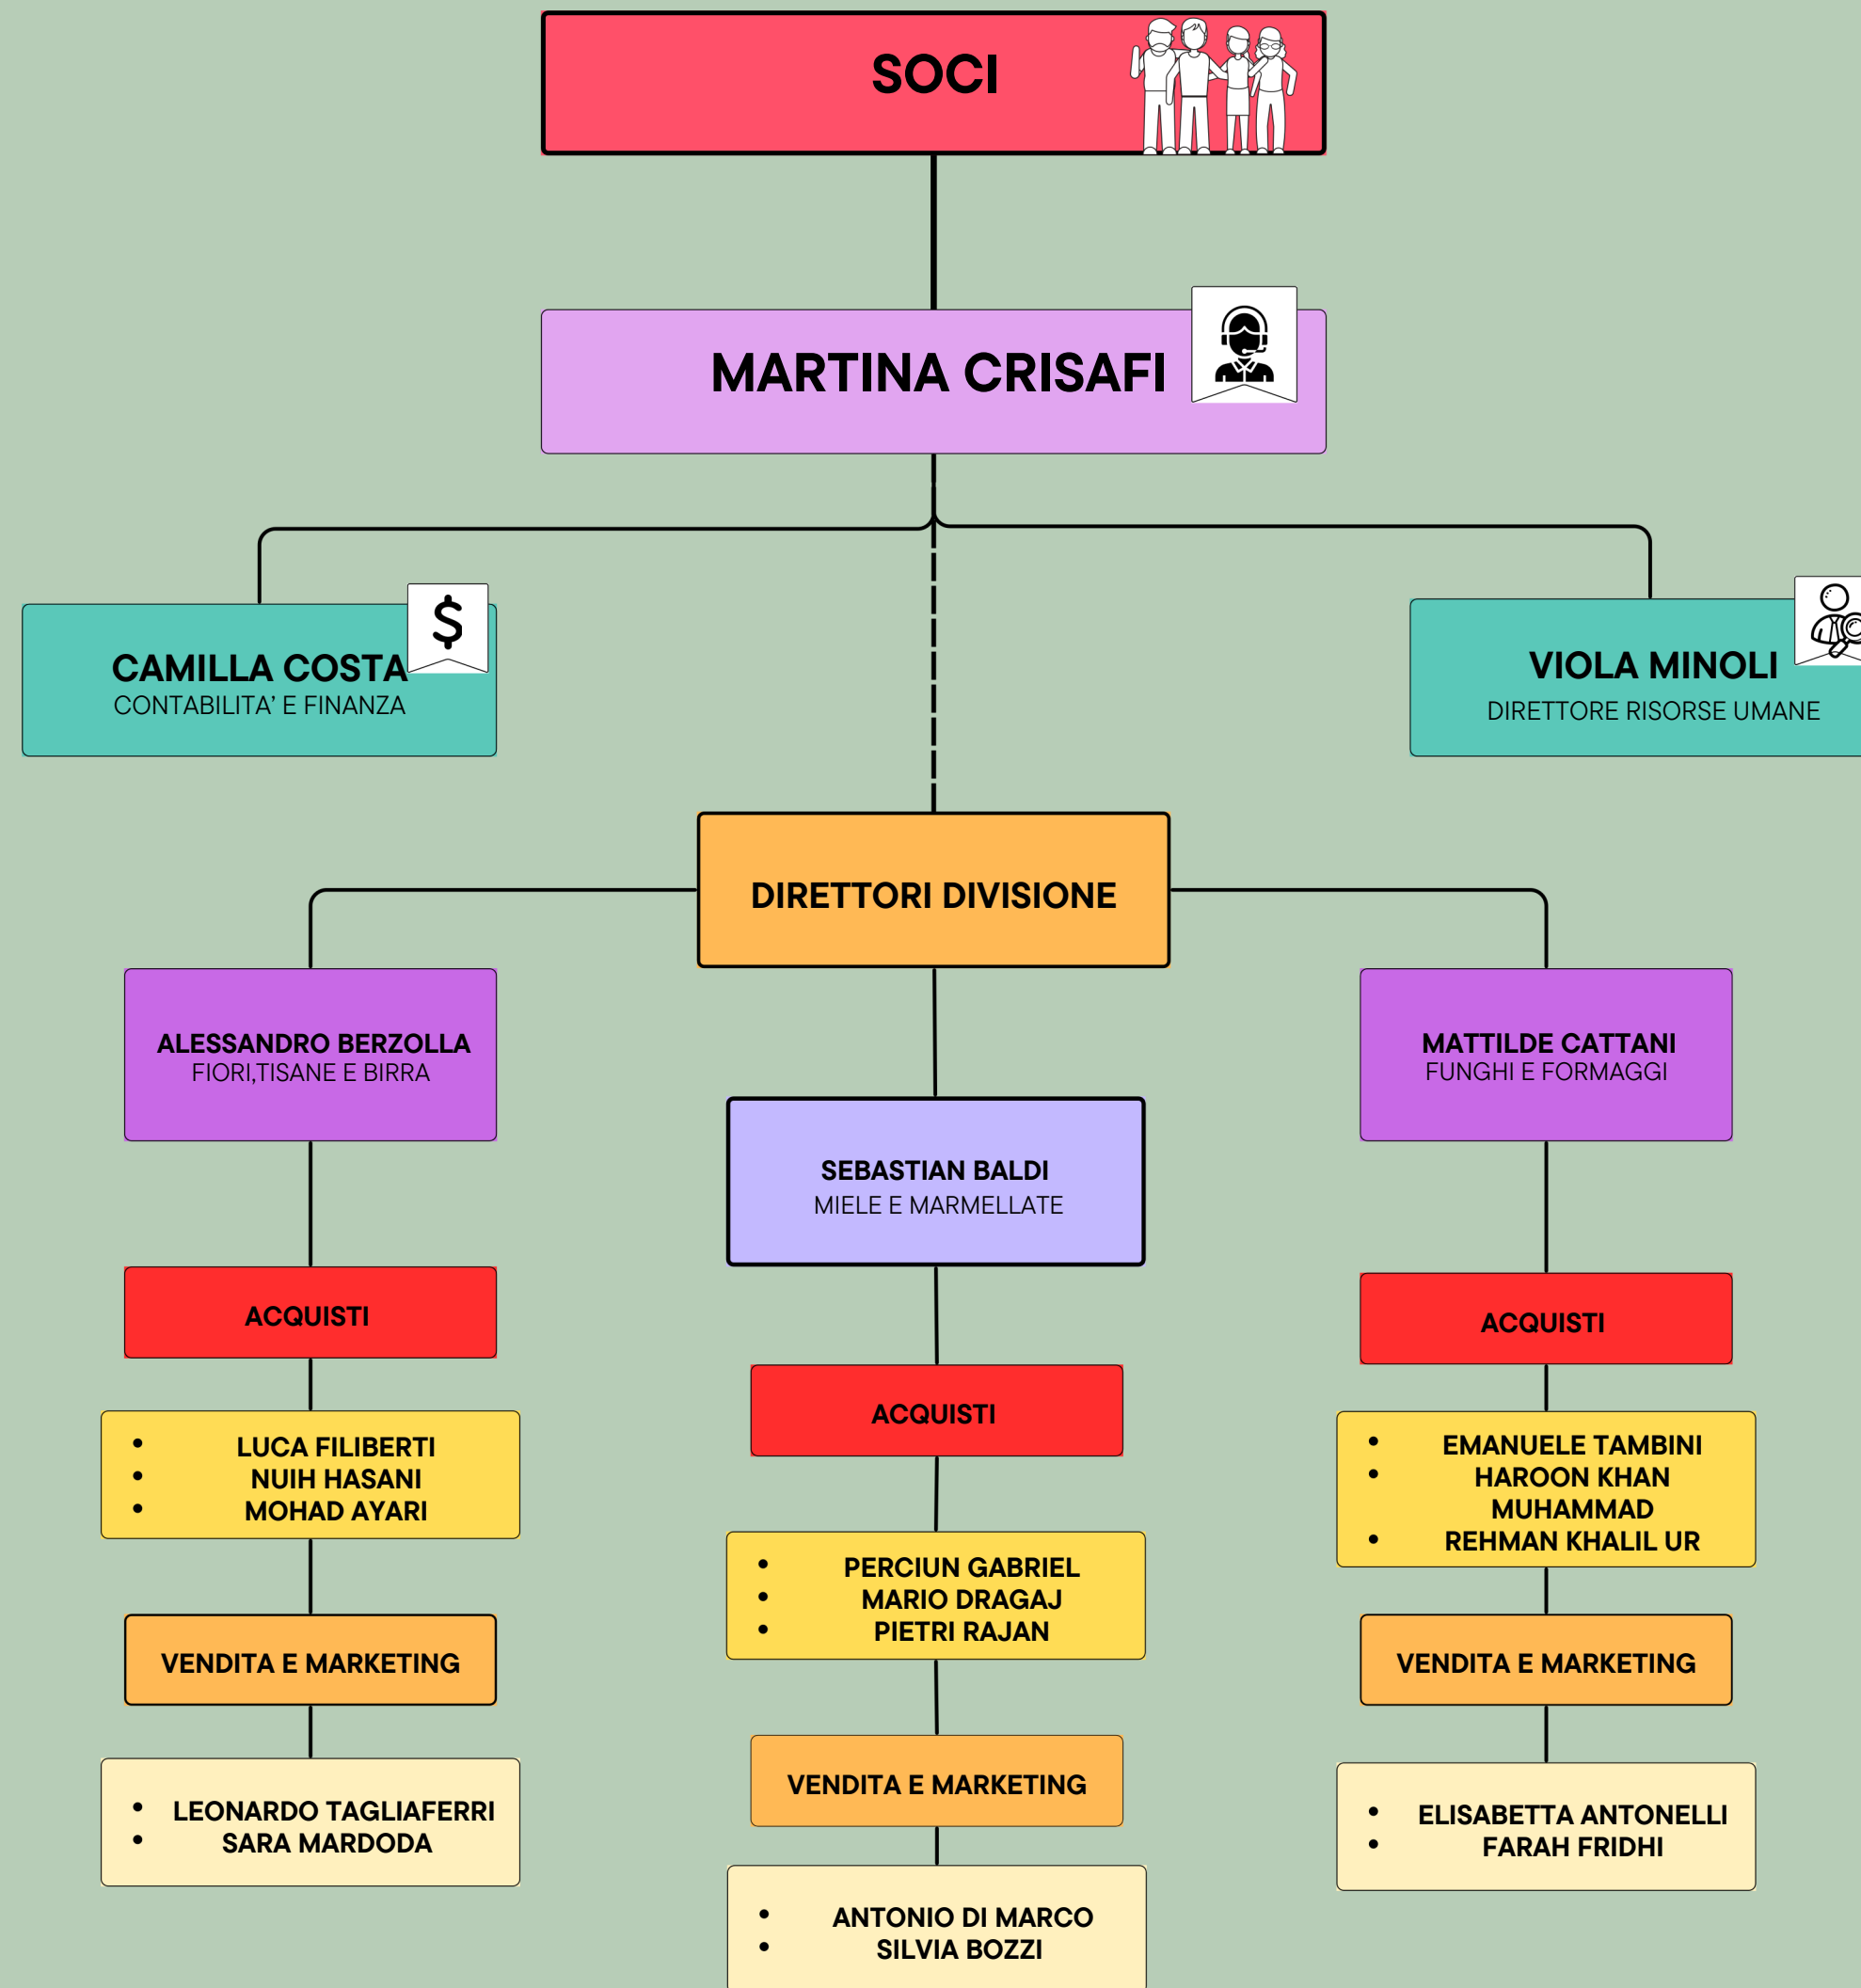 SOCI
MARTINA CRISAFI
$
CAMILLA COSTA
CONTABILITA’ E FINANZA
VIOLA MINOLI
DIRETTORE RISORSE UMANE
DIRETTORI DIVISIONE
ALESSANDRO BERZOLLA
FIORI,TISANE E BIRRA
SEBASTIAN BALDI
MIELE E MARMELLATE
MATTILDE CATTANI
FUNGHI E FORMAGGI
ACQUISTI
• LUCA FILIBERTI
• NUIH HASANI
• MOHAD AYARI
VENDITA E MARKETING
• LEONARDO TAGLIAFERRI
• SARA MARDODA
ACQUISTI
• PERCIUN GABRIEL
• MARIO DRAGAJ
• PIETRI RAJAN
VENDITA E MARKETING
• ANTONIO DI MARCO
• SILVIA BOZZI
ACQUISTI
• EMANUELE TAMBINI
• HAROON KHAN
MUHAMMAD
• REHMAN KHALIL UR
VENDITA E MARKETING
• ELISABETTA ANTONELLI
• FARAH FRIDHI